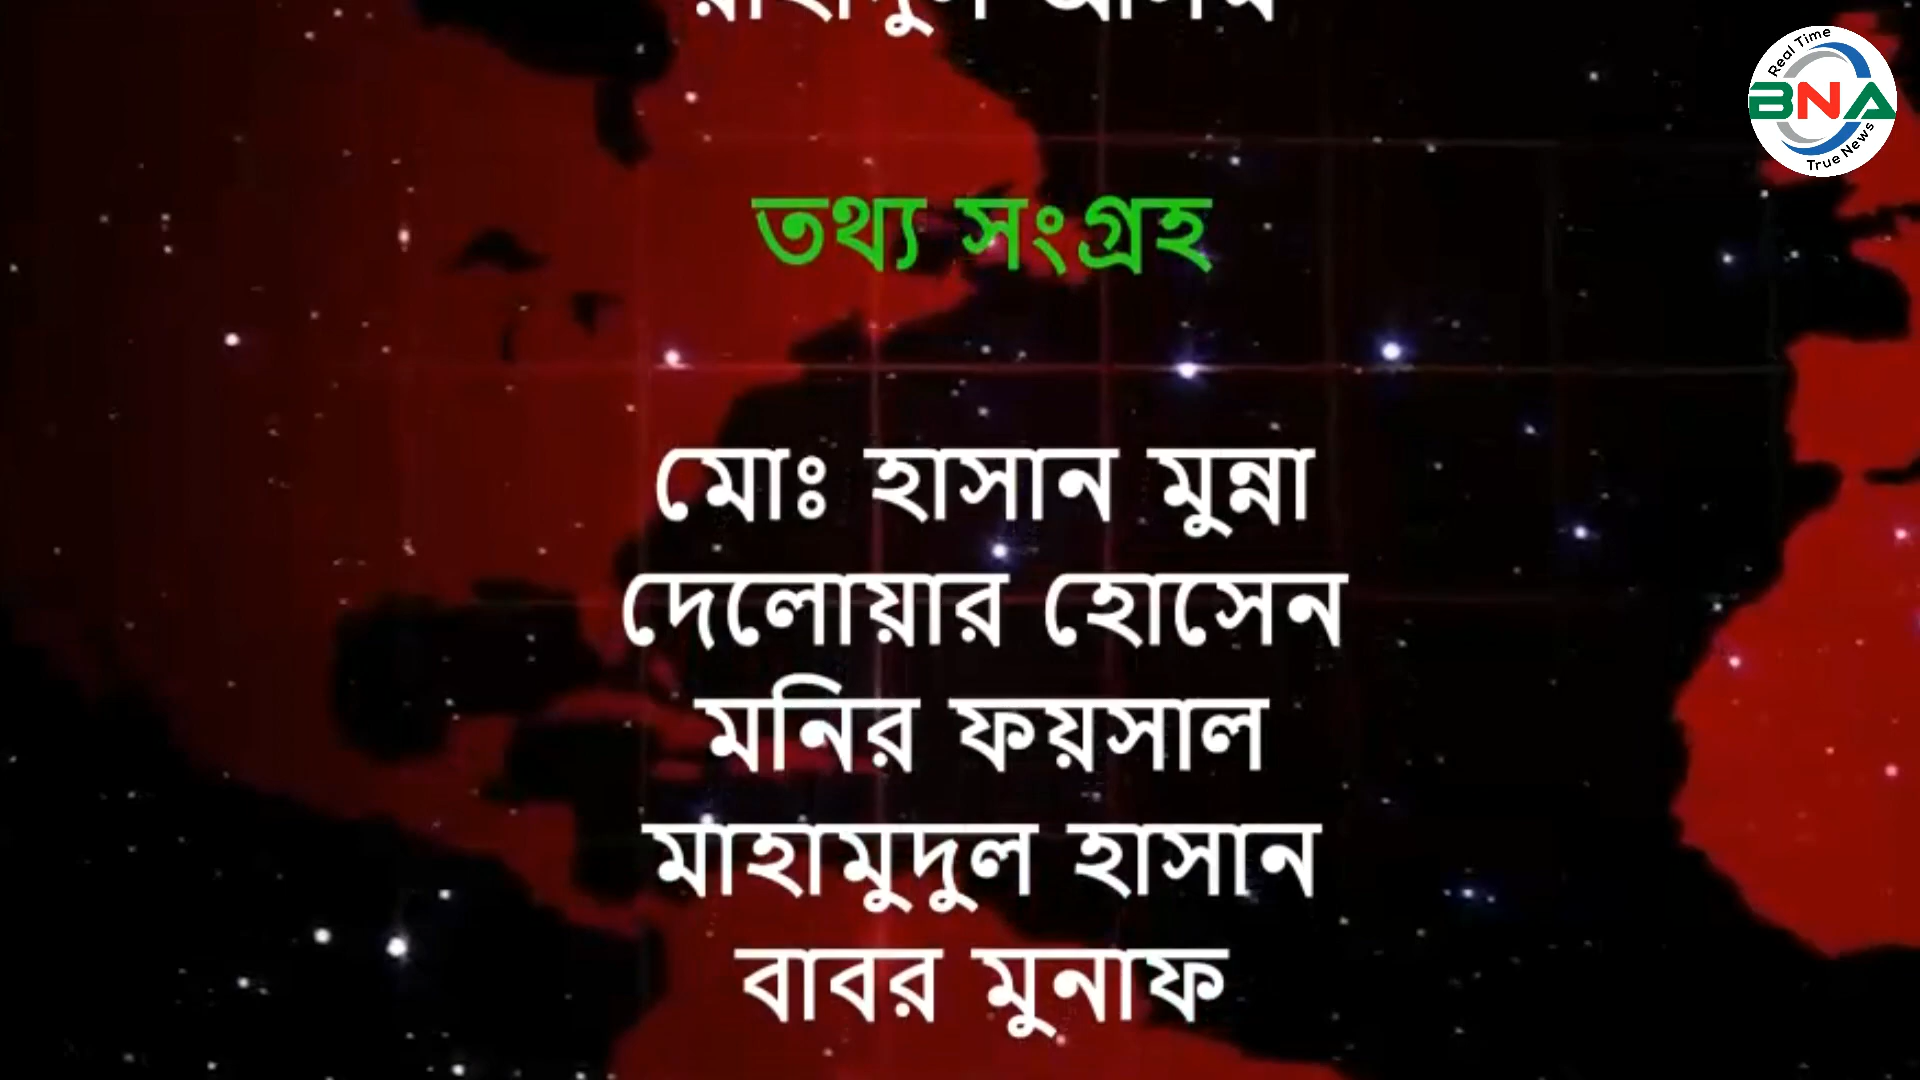 Real Time
BNA
True News
তথ্য সংগ্রহ
মোঃ হাসান মুন্না
দেলোয়ার হোসেন
মনির ফয়সাল
মাহামুদুল হাসান
বাবর মুনাফ